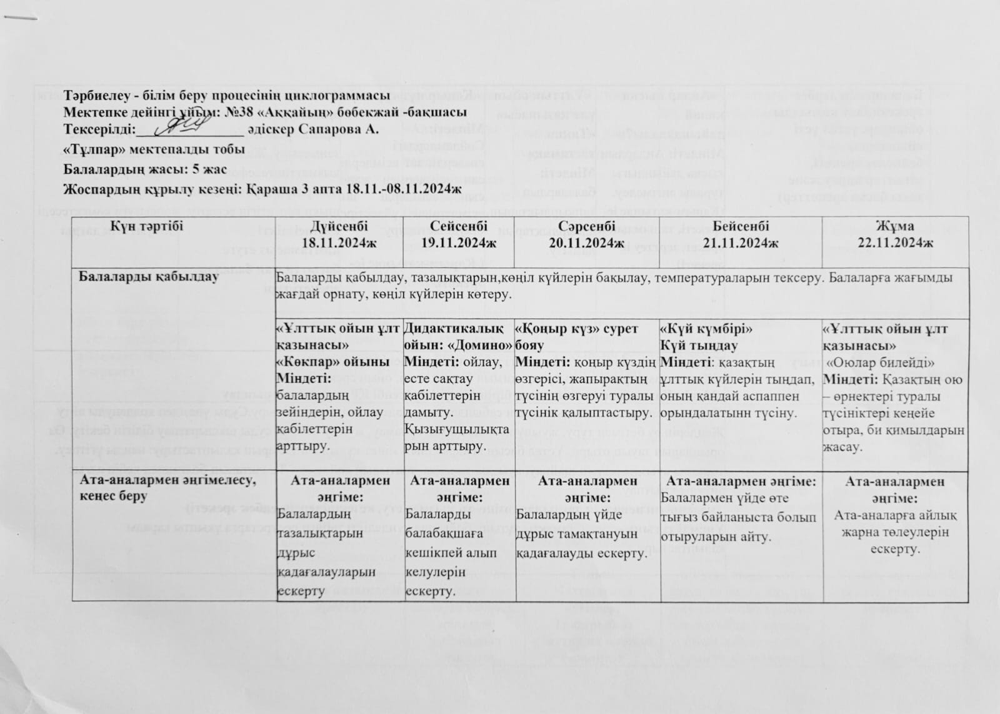 Тәрбиелеу - білім беру процесінің циклограммасы
Мектепке дейінгі ұйым: №38 «Аққайың» бөбекжай -бақшасы
Тексерілді:_______________ әдіскер Сапарова А.
«Тұлпар» мектепалды тобы
Балалардың жасы: 5 жас
Жоспардың құрылу кезеңі: Қараша 3 апта 18.11.-08.11.2024ж
Күн тәртібі
Дүйсенбі
18.11.2024ж
Сейсенбі
19.11.2024ж
Сәрсенбі
20.11.2024ж
Бейсенбі
21.11.2024ж
Жұма
22.11.2024ж
Балаларды қабылдау
Балаларды қабылдау, тазалықтарын,көңіл күйлерін бақылау, температураларын тексеру. Балаларға жағымды
жағдай орнату, көңіл күйлерін көтеру.
«Ұлттық ойын ұлт
қазынасы»
«Көкпар» ойыны
Міндеті:
балалардың
зейіндерін, ойлау
қабілеттерін
арттыру.
Дидактикалық
ойын: «Домино»
Міндеті: ойлау,
есте сақтау
қабілеттерін
дамыту.
Қызығушылықта
рын арттыру.
«Қоңыр күз» сурет
бояу
Міндеті: қоңыр күздің
өзгерісі, жапырақтың
түсінің өзгеруі туралы
түсінік қалыптастыру.
«Күй күмбірі»
Күй тыңдау
Міндеті: қазақтың
ұлттық күйлерін тыңдап,
оның қандай аспаппен
орындалатынн түсіну.
«Ұлттық ойын ұлт
қазынасы»
«Оюлар билейді»
Міндеті: Қазақтың ою
– өрнектері туралы
түсініктері кеңейе
отыра, би қимылдарын
жасау.
Ата-аналармен әңгімелесу,
кеңес беру
Ата-аналармен
әңгіме:
Балалардың
тазалықтарын
дұрыс
қадағалауларын
ескерту
Ата-аналармен
әңгіме:
Балаларды
балабақшаға
кешікпей алып
келулерін
ескерту.
Ата-аналармен
әңгіме:
Балалардың үйде
дұрыс тамақтануын
қадағалауды ескерту.
Ата-аналармен әңгіме:
Балалармен үйде өте
тығыз байланыста болып
отыруларын айту.
Ата-аналармен
әңгіме:
Ата-аналарға айлық
жарна төлеулерін
ескерту.